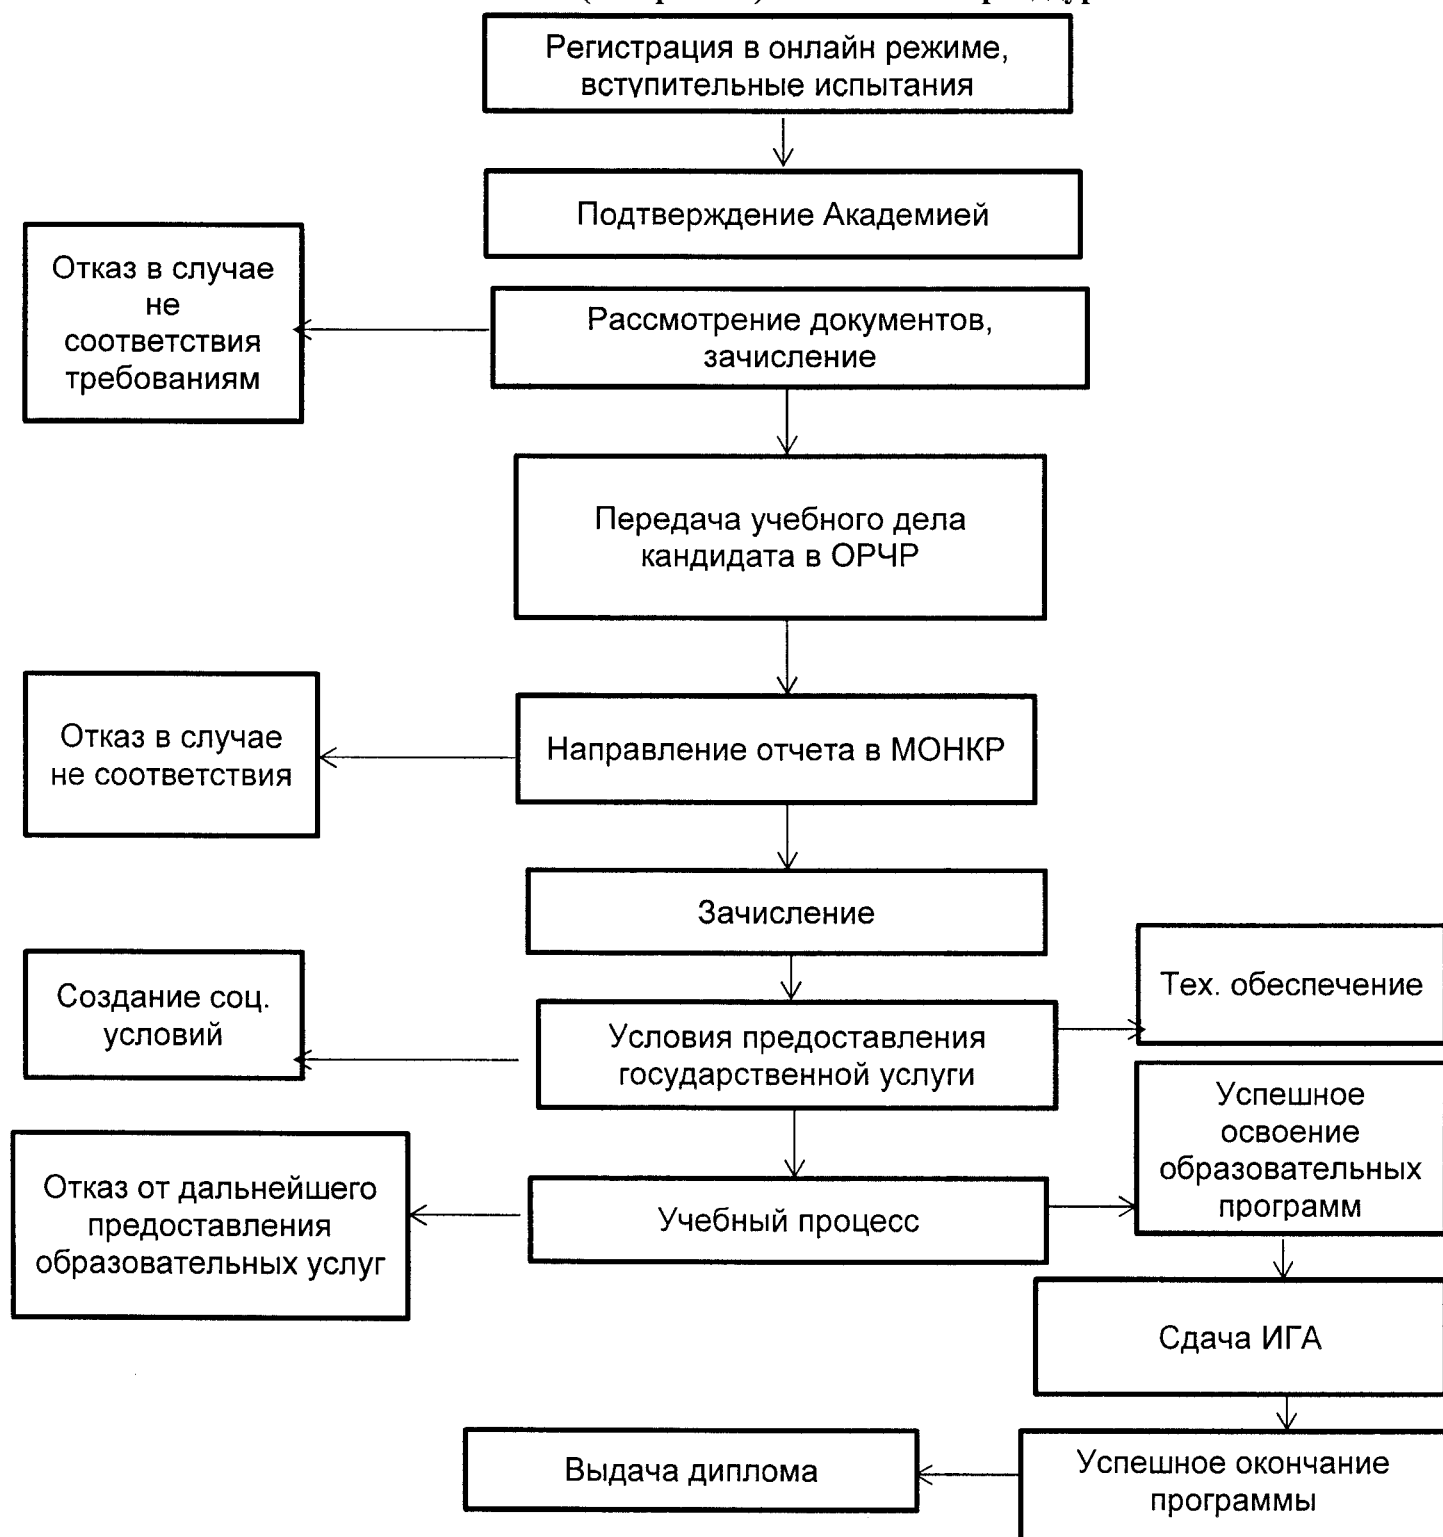 Регистрация в онлайн режиме,
вступительные испытания
Подтверждение Академией
Отказ в случае
не
соответствия
требованиям
Рассмотрение документов,
зачисление
Передача учебного дела
кандидата в ОРЧР
Отказ в случае
не соответствия
Направление отчета в МОНКР
Зачисление
Создание соц.
условий
Условия предоставления
государственной услуги
Тех. обеспечение
Отказ от дальнейшего
предоставления
образовательных услуг
Учебный процесс
Успешное
освоение
образовательных
программ
Сдача ИГА
Выдача диплома
Успешное окончание
программы